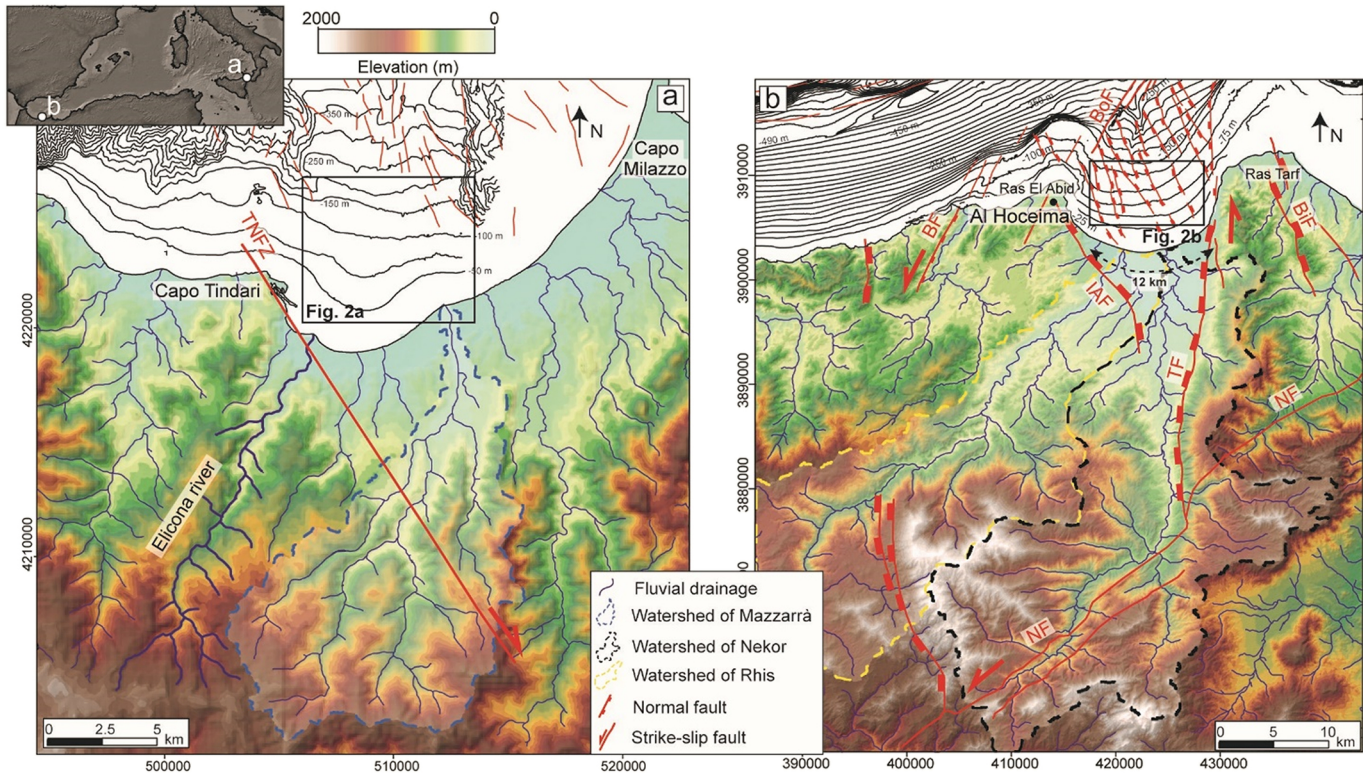 a
b
2000
0
Elevation (m)
a
N
Capo
Milazzo
350 m
250 m
-150 m
-100 m
-50 m
TNFZ
Capo Tindari
Fig. 2a
Elicona river
4220000
4210000
0 2.5 5
km
500000
510000
520000
b
N
BoF
-490 m
-100 m
-75 m
Ras El Abid
Al Hoceima
Ras Tarf
BF
BiF
Fig. 2b
12 km
IAF
TF
NF
NF
3910000
3900000
3890000
3880000
0 5 10
km
390000
400000
410000
420000
430000
Fluvial drainage
Watershed of Mazzarrà
Watershed of Nekor
Watershed of Rhis
Normal fault
Strike-slip fault